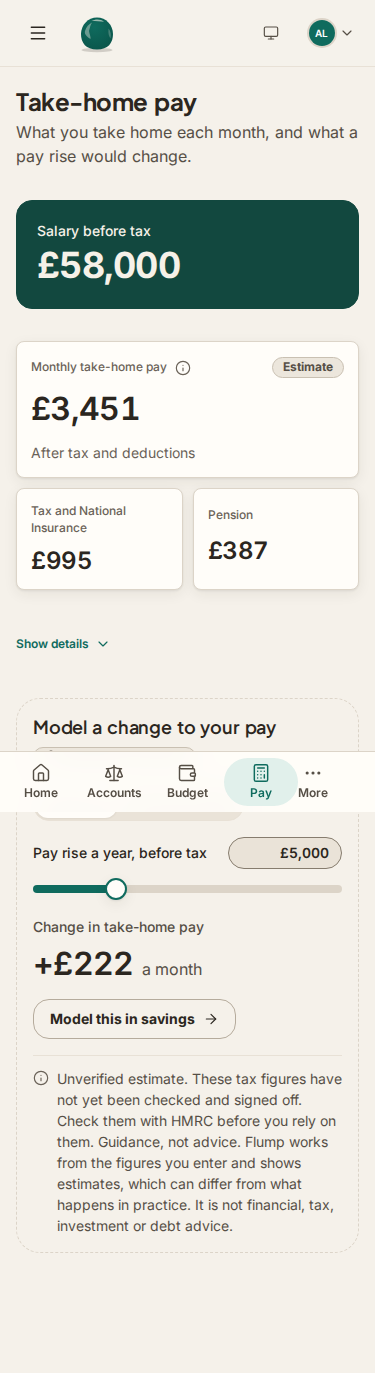 AL
Take-home pay
What you take home each month, and what a
pay rise would change.
Salary before tax
£58,000
Monthly take-home pay
Estimate
£3,451
After tax and deductions
Tax and National
Insurance
£995
Pension
£387
Show details
Model a change to your pay
Home
Accounts
Budget
Pay
More
Pay rise a year, before tax
£5,000
Change in take-home pay
+£222 a month
Model this in savings
Unverified estimate. These tax figures have
not yet been checked and signed off.
Check them with HMRC before you rely on
them. Guidance, not advice. Flump works
from the figures you enter and shows
estimates, which can differ from what
happens in practice. It is not financial, tax,
investment or debt advice.